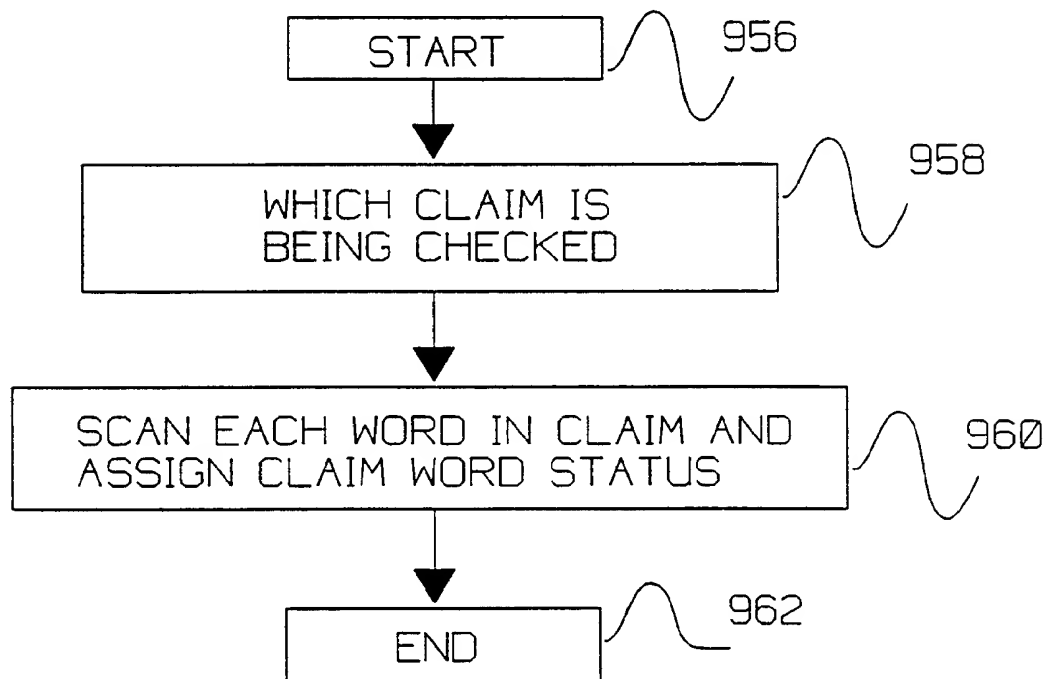 START
956
WHICH CLAIM IS
BEING CHECKED
958
SCAN EACH WORD IN CLAIM AND
ASSIGN CLAIM WORD STATUS
960
END
962